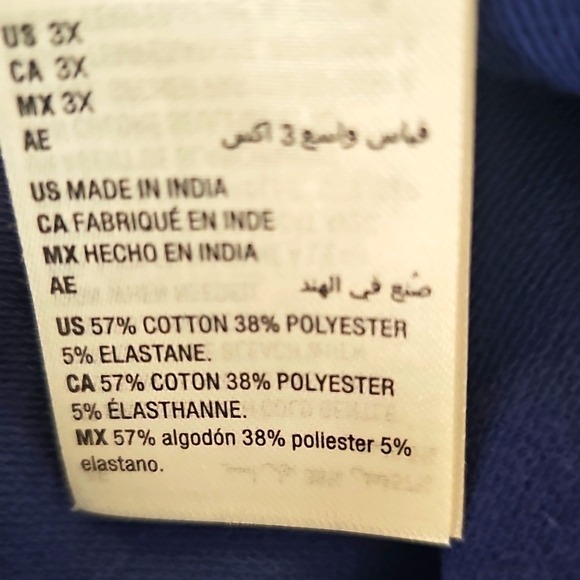 US 3X
CA 3X
MX 3X
AE قياس واسع 3 اكس
US MADE IN INDIA
CA FABRIQUÉ EN INDE
MX HECHO EN INDIA
AE صُنع في الهند
US 57% COTTON 38% POLYESTER
5% ELASTANE.
CA 57% COTON 38% POLYESTER
5% ÉLASTHANNE.
MX 57% algodón 38% poliester 5%
elastano.